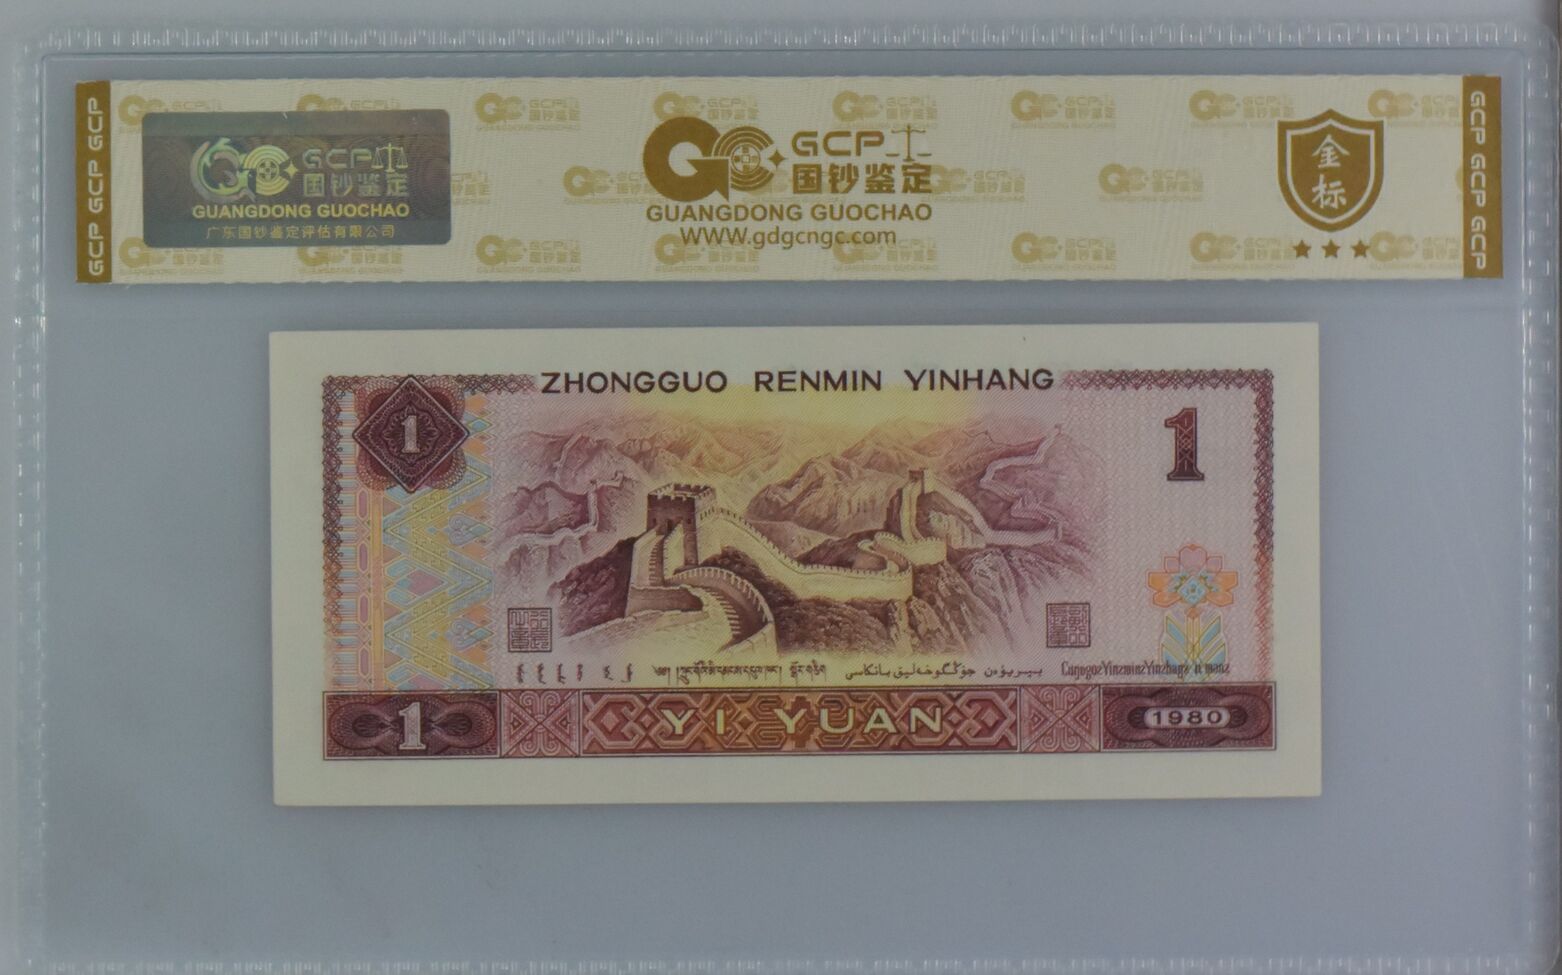 GCP GCP GCP
GCP
国钞鉴定
GUANGDONG GUOCHAO
广东国钞鉴定评估有限公司
GCP
国钞鉴定
GUANGDONG GUOCHAO
www.gdgcngc.com
金标
GCP GCP GCP
ZHONGGUO RENMIN YINHANG
1
1
YI YUAN
1
1980